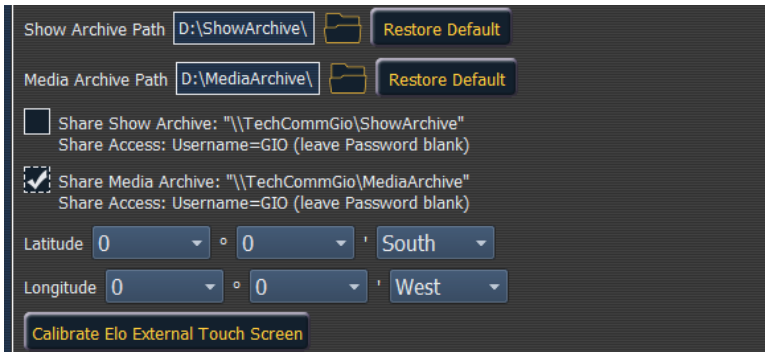 Show Archive Path D:\ShowArchive\ Restore Default
Media Archive Path D:\MediaArchive\ Restore Default
Share Show Archive: "\\TechCommGio\ShowArchive"
Share Access: Username=GIO (leave Password blank)
Share Media Archive: "\\TechCommGio\MediaArchive"
Share Access: Username=GIO (leave Password blank)
Latitude 0 ° 0 ' South
Longitude 0 ° 0 ' West
Calibrate Elo External Touch Screen